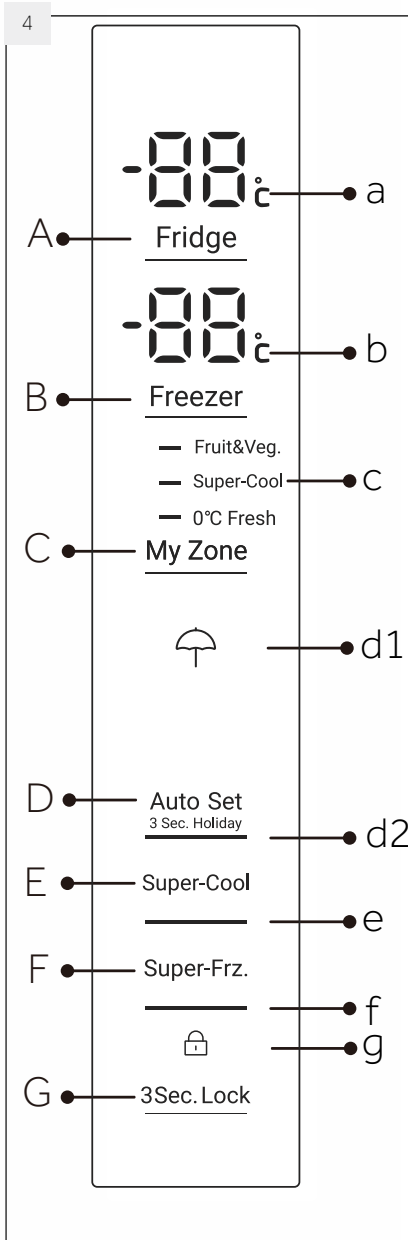 4
-88°c a
A Fridge
-88°c b
B Freezer
Fruit&Veg.
Super-Cool c
0°C Fresh
C My Zone
d1
D Auto Set
3 Sec. Holiday
d2
E Super-Cool
e
F Super-Frz.
f
g
G 3Sec.Lock